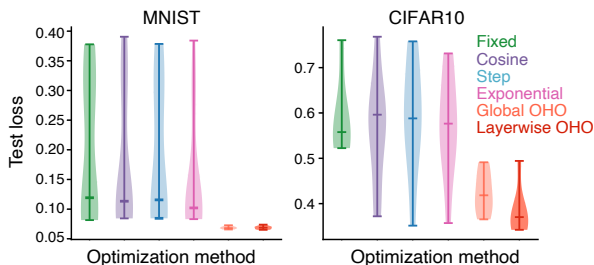 MNIST
CIFAR10
Test loss
0.40
0.35
0.30
0.25
0.20
0.15
0.10
0.05
0.7
0.6
0.5
0.4
Fixed
Cosine
Step
Exponential
Global OHO
Layerwise OHO
Optimization method
Optimization method